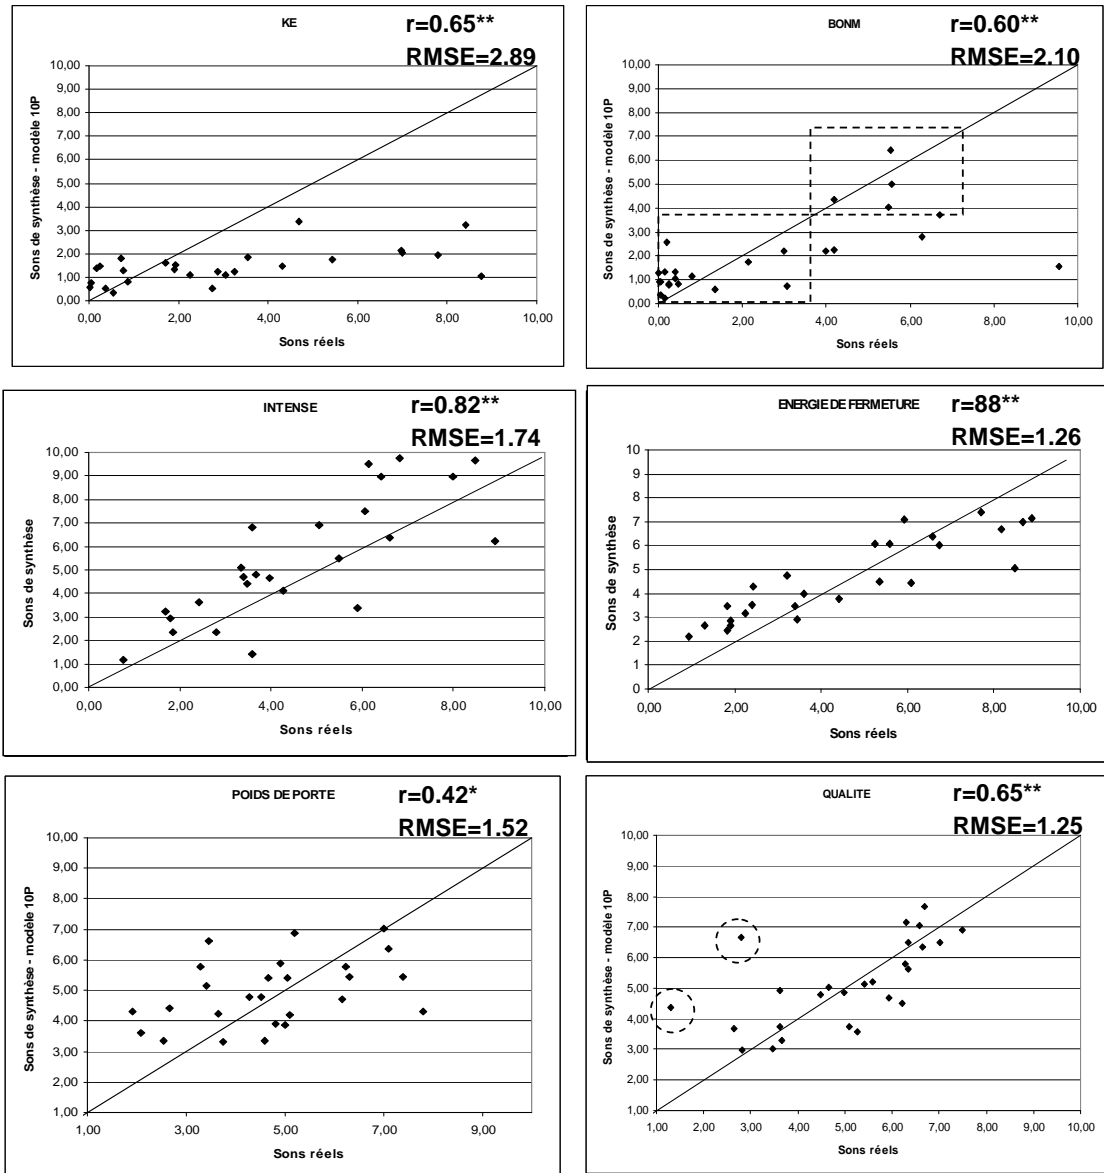 KE
r=0.65**
RMSE=2.89
Sons de synthèse - modèle 10P
10,00
9,00
8,00
7,00
6,00
5,00
4,00
3,00
2,00
1,00
0,00
0,00 2,00 4,00 6,00 8,00 10,00
Sons réels
BONM
r=0.60**
RMSE=2.10
Sons de synthèse - modèle 10P
10,00
9,00
8,00
7,00
6,00
5,00
4,00
3,00
2,00
1,00
0,00
0,00 2,00 4,00 6,00 8,00 10,00
Sons réels
INTENSE
r=0.82**
RMSE=1.74
Sons de synthèse
10,00
9,00
8,00
7,00
6,00
5,00
4,00
3,00
2,00
1,00
0,00
0,00 2,00 4,00 6,00 8,00 10,00
Sons réels
ENERGIE DE FERMETURE
r=88**
RMSE=1.26
Sons de synthèse
10
9
8
7
6
5
4
3
2
1
0
0,00 2,00 4,00 6,00 8,00 10,00
Sons réels
POIDS DE PORTE
r=0.42*
RMSE=1.52
Sons de synthèse - modèle 10P
10,00
9,00
8,00
7,00
6,00
5,00
4,00
3,00
2,00
1,00
1,00 3,00 5,00 7,00 9,00
Sons réels
QUALITE
r=0.65**
RMSE=1.25
Sons de synthèse - modèle 10P
10,00
9,00
8,00
7,00
6,00
5,00
4,00
3,00
2,00
1,00
1,00 2,00 3,00 4,00 5,00 6,00 7,00 8,00 9,00 10,00
Sons réels